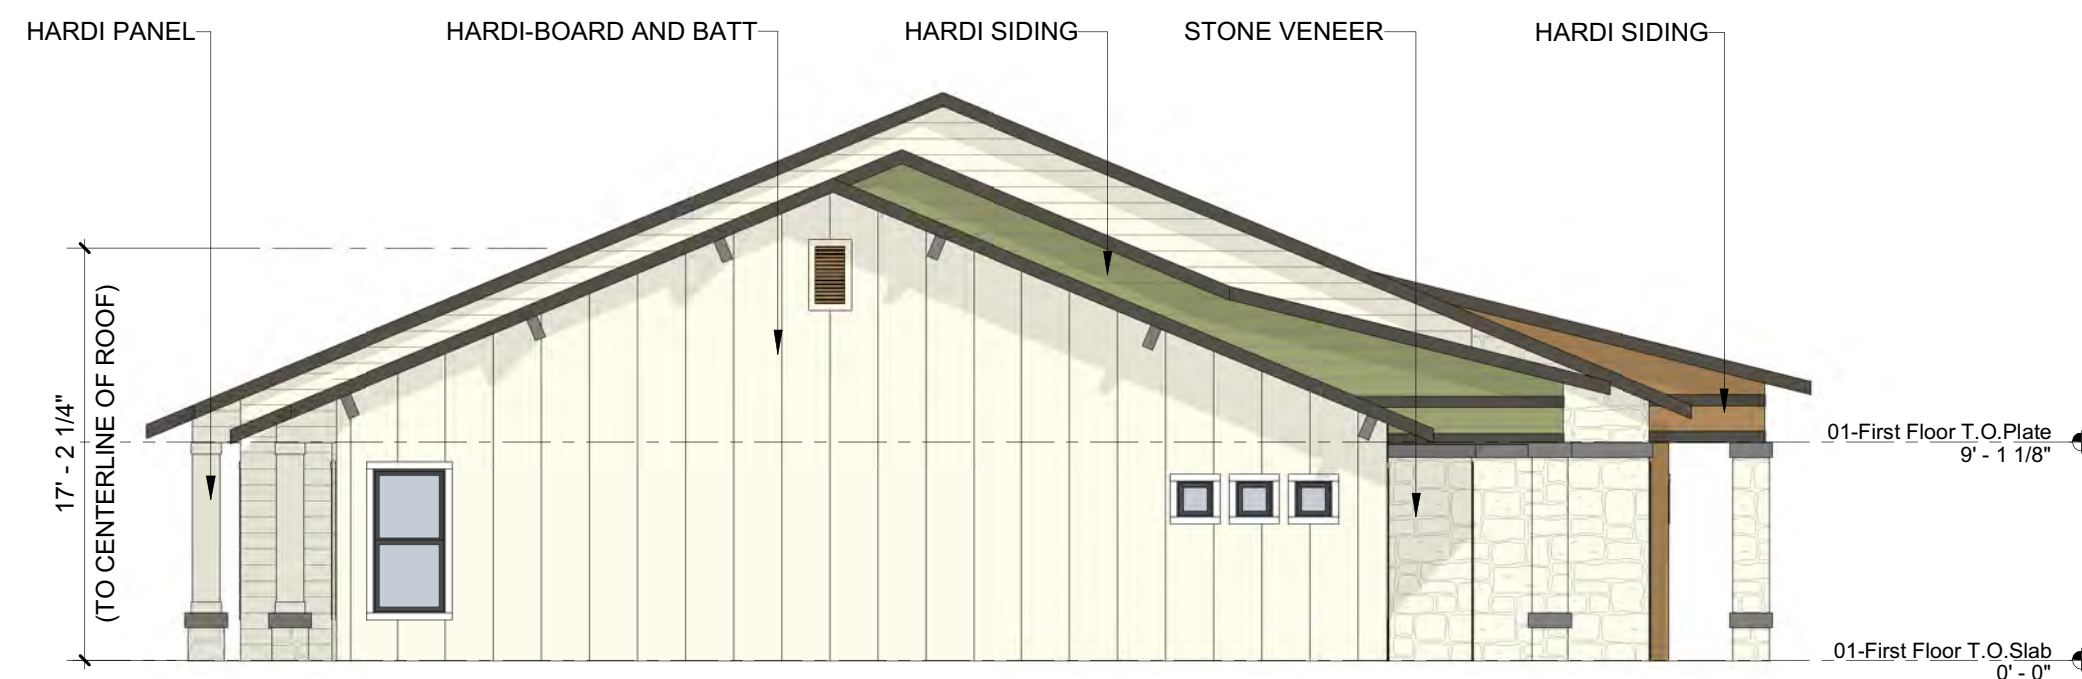 HARDI PANEL
HARDI-BOARD AND BATT
HARDI SIDING
STONE VENEER
HARDI SIDING
17' - 2 1/4"
(TO CENTERLINE OF ROOF)
01-First Floor T.O.Plate
9' - 1 1/8"
01-First Floor T.O.Slab
0' - 0"